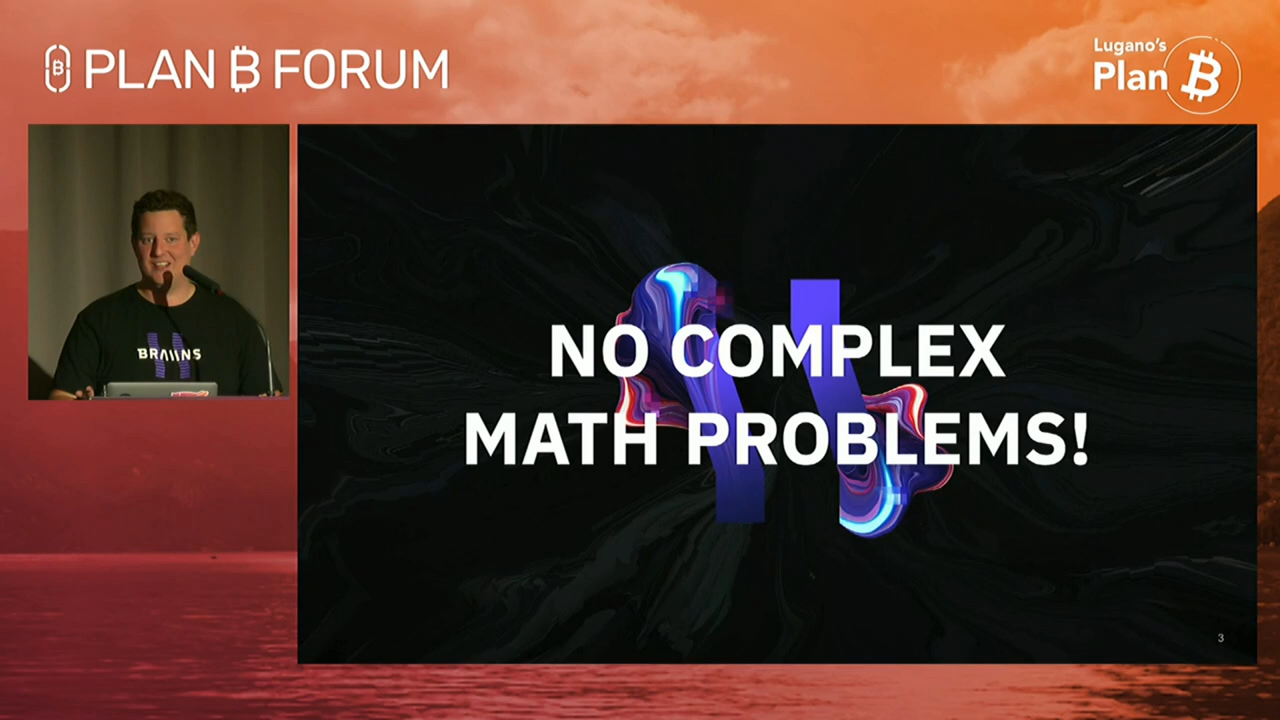 PLAN B FORUM
Lugano's
Plan B
BRAIINS
NO COMPLEX
MATH PROBLEMS!
3